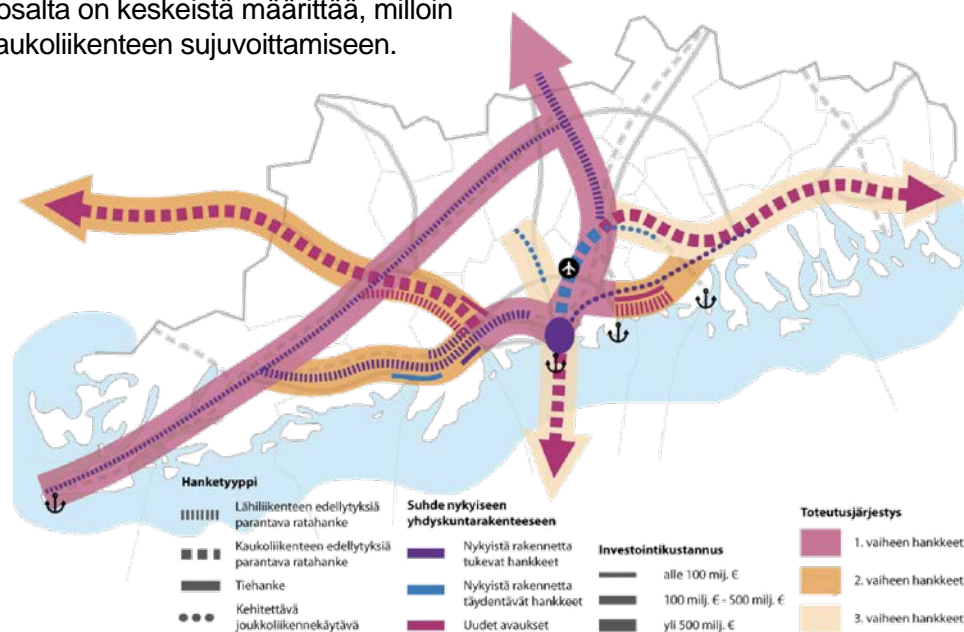 osalta on keskeistä määrittää, milloin
aukoliikenteen sujuvoittamiseen.
Hanketyyppi
Lähiliikenteen edellytyksiä
parantava ratahanke
Kaukoliikenteen edellytyksiä
parantava ratahanke
Tiehanke
Kehitettävä
joukkoliikennekäytävä
Suhde nykyiseen
yhdyskuntarakenteeseen
Nykyistä rakennetta
tukevat hankkeet
Nykyistä rakennetta
täydentävät hankkeet
Uudet avaukset
Investointikustannus
alle 100 mij. €
100 milj. € - 500 milj. €
yli 500 milj. €
Toteutusjärjestys
1. vaiheen hankkeet
2. vaiheen hankkeet
3. vaiheen hankkeet